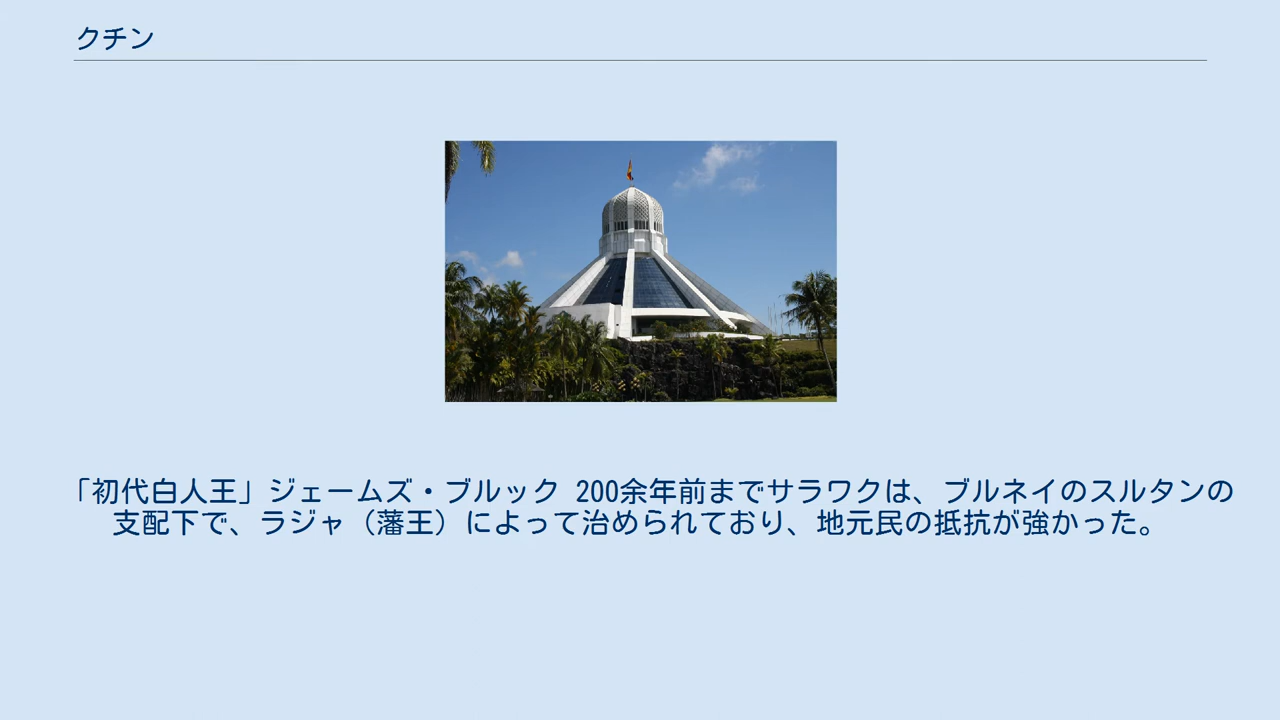 クチン
「初代白人王」ジェームズ・ブルック 200余年前までサラワクは、ブルネイのスルタンの
支配下で、ラジャ（藩王）によって治められており、地元民の抵抗が強かった。